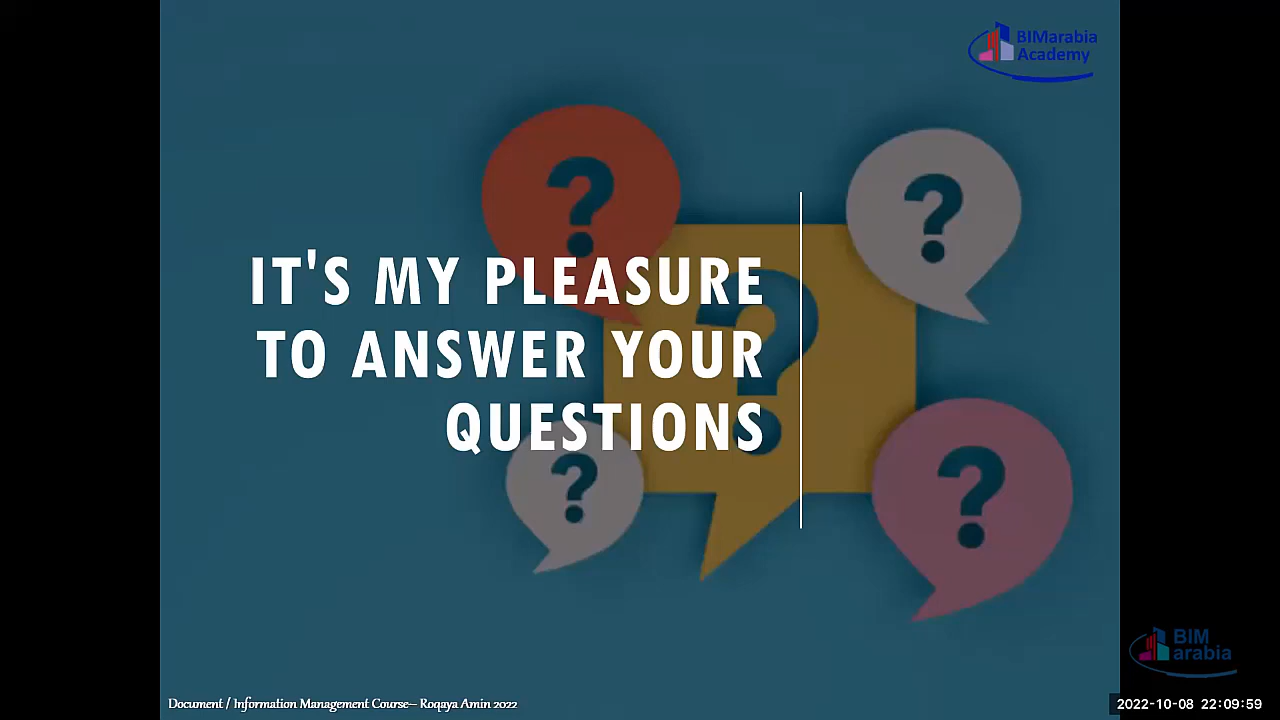 BIMarabia
Academy
?
?
IT'S MY PLEASURE
TO ANSWER YOUR
QUESTIONS
?
?
?
BIM
arabia
Document / Information Management Course– Roqaya Amin 2022
2022-10-08 22:09:59